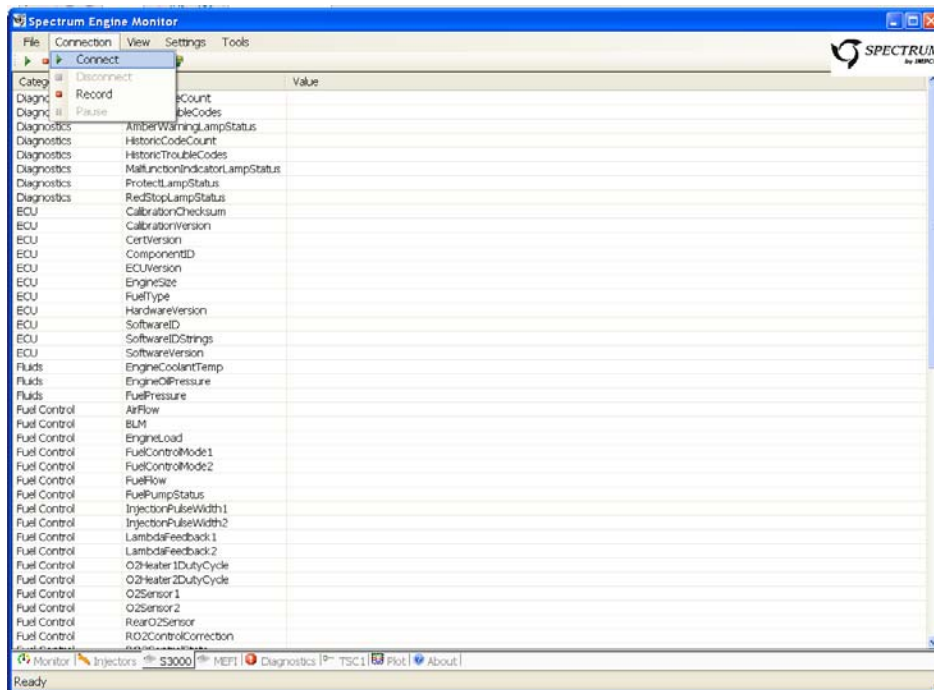 Spectrum Engine Monitor
File Connection View Settings Tools
SPECTRUM
by IMPCO
Connect
Disconnect
Record
Pause
Value
Diagnostics AmberWarningLampStatus
Diagnostics HistoricCodeCount
Diagnostics HistoricTroubleCodes
Diagnostics MalfunctionIndicatorLampStatus
Diagnostics ProtectLampStatus
Diagnostics RedStopLampStatus
ECU CalibrationChecksum
ECU CalibrationVersion
ECU CertVersion
ECU ComponentID
ECU ECUVersion
ECU EngineSize
ECU FuelType
ECU HardwareVersion
ECU SoftwareID
ECU SoftwareIDStrings
ECU SoftwareVersion
Fluids EngineCoolantTemp
Fluids EngineOilPressure
Fluids FuelPressure
Fuel Control AirFlow
Fuel Control BLM
Fuel Control EngineLoad
Fuel Control FuelControlMode1
Fuel Control FuelControlMode2
Fuel Control FuelFlow
Fuel Control FuelPumpStatus
Fuel Control InjectionPulseWidth1
Fuel Control InjectionPulseWidth2
Fuel Control LambdaFeedback1
Fuel Control LambdaFeedback2
Fuel Control O2Heater1DutyCycle
Fuel Control O2Heater2DutyCycle
Fuel Control O2Sensor1
Fuel Control O2Sensor2
Fuel Control RearO2Sensor
Fuel Control RO2ControlCorrection
Monitor Injectors S3000 MEFI Diagnostics TSC1 Plot About
Ready